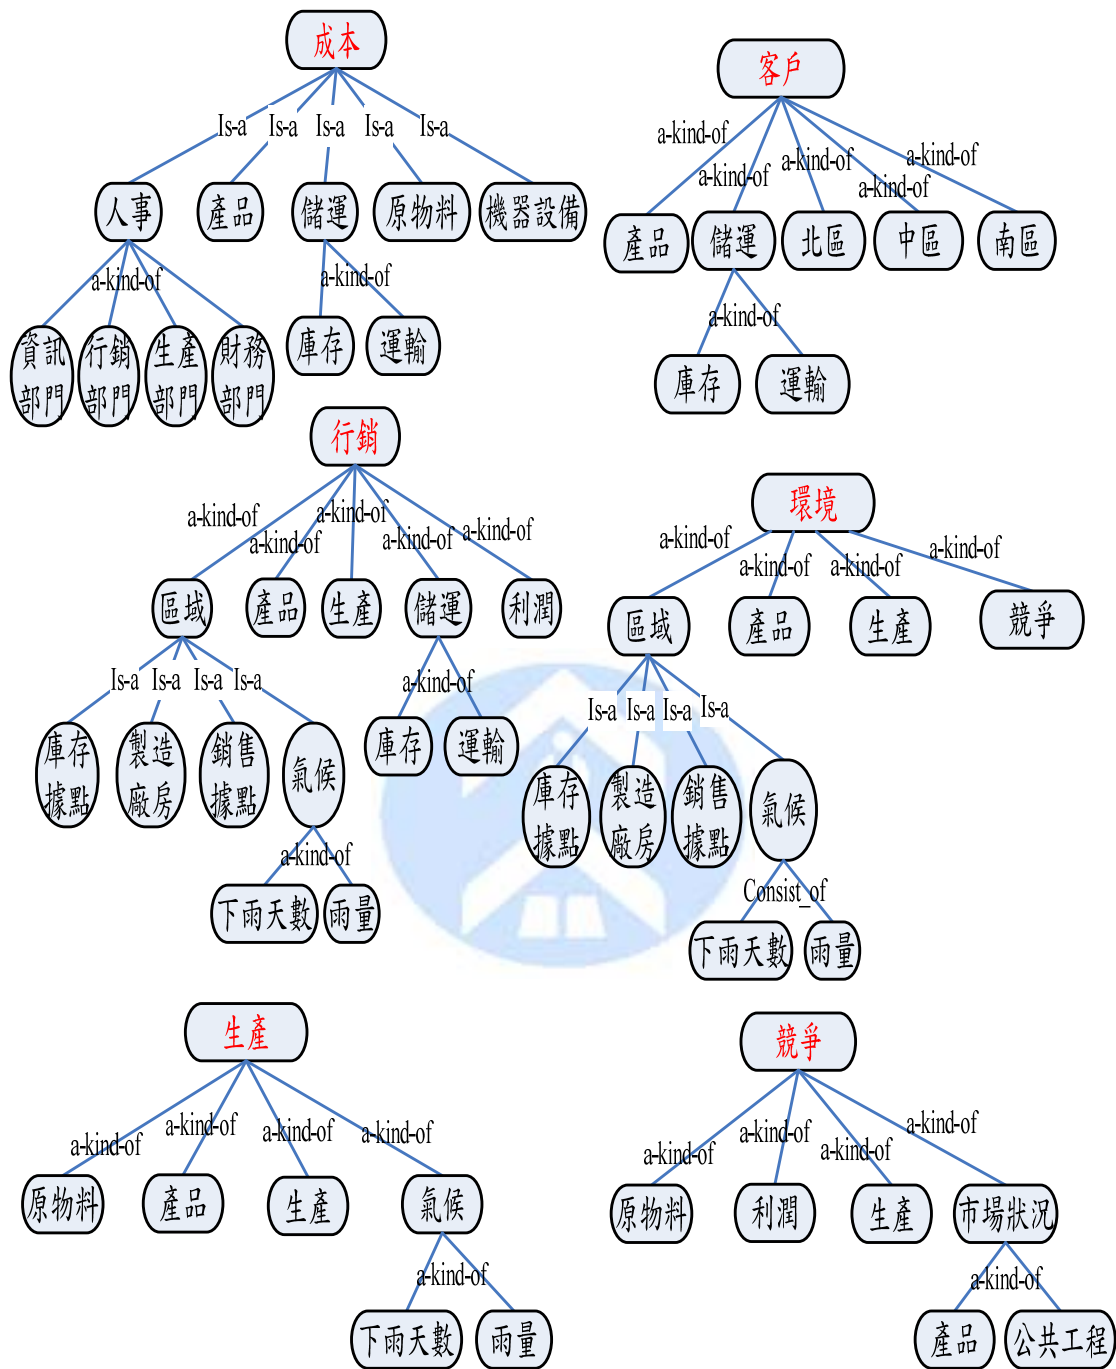 成本
Is-a
Is-a
Is-a
Is-a
Is-a
人事
產品
儲運
原物料
機器設備
a-kind-of
a-kind-of
資訊
部門
行銷
部門
生產
部門
財務
部門
庫存
運輸
客戶
a-kind-of
a-kind-of
a-kind-of
a-kind-of
a-kind-of
產品
儲運
北區
中區
南區
a-kind-of
庫存
運輸
行銷
a-kind-of
a-kind-of
a-kind-of
a-kind-of
a-kind-of
區域
產品
生產
儲運
利潤
Is-a
Is-a
Is-a
Is-a
a-kind-of
庫存
據點
製造
廠房
銷售
據點
氣候
庫存
運輸
a-kind-of
下雨天數
雨量
環境
a-kind-of
a-kind-of
a-kind-of
a-kind-of
區域
產品
生產
競爭
Is-a
Is-a
Is-a
Is-a
庫存
據點
製造
廠房
銷售
據點
氣候
Consist_of
下雨天數
雨量
生產
a-kind-of
a-kind-of
a-kind-of
a-kind-of
原物料
產品
生產
氣候
a-kind-of
下雨天數
雨量
競爭
a-kind-of
a-kind-of
a-kind-of
a-kind-of
原物料
利潤
生產
市場狀況
a-kind-of
產品
公共工程